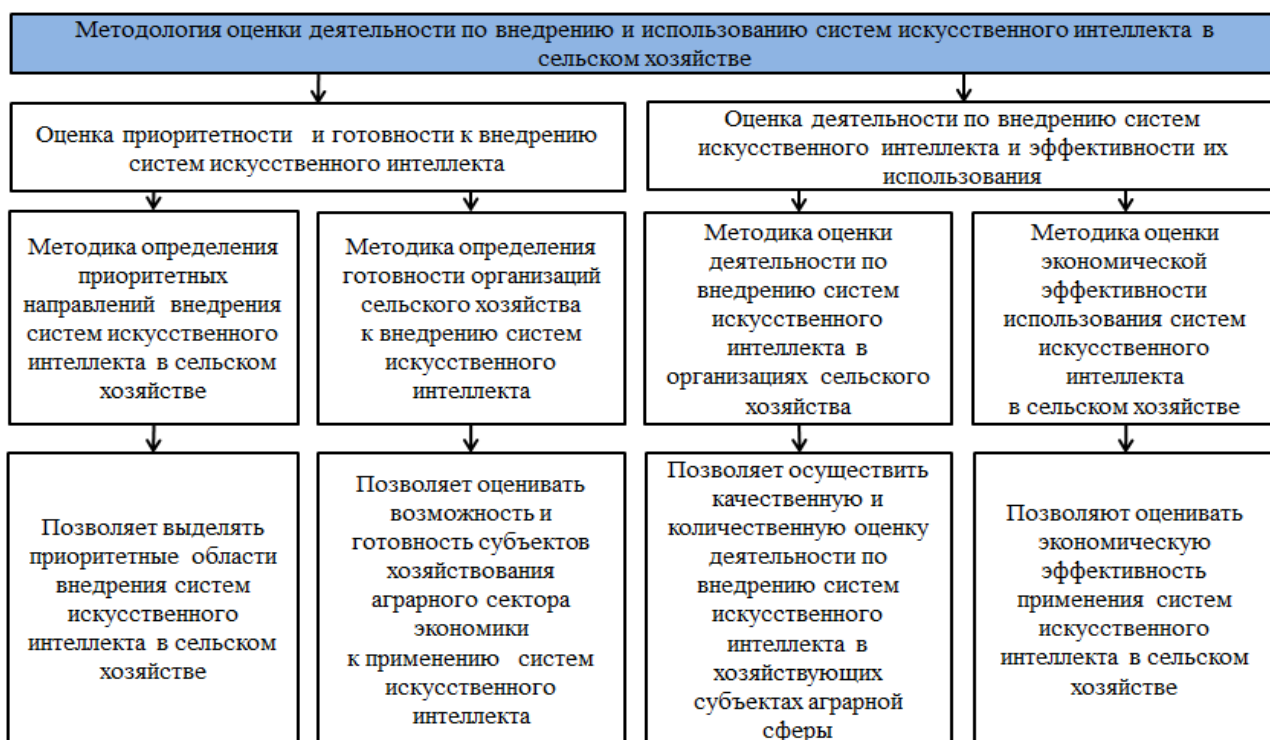 Методология оценки деятельности по внедрению и использованию систем искусственного интеллекта в
сельском хозяйстве
Оценка приоритетности и готовности к внедрению
систем искусственного интеллекта
Оценка деятельности по внедрению систем
искусственного интеллекта и эффективности их
использования
Методика определения
приоритетных
направлений внедрения
систем искусственного
интеллекта в сельском
хозяйстве
Методика определения
готовности организаций
сельского хозяйства
к внедрению систем
искусственного
интеллекта
Методика оценки
деятельности по
внедрению систем
искусственного
интеллекта в
организациях сельского
хозяйства
Методика оценки
экономической
эффективности
использования систем
искусственного
интеллекта
в сельском хозяйстве
Позволяет выделять
приоритетные области
внедрения систем
искусственного
интеллекта в сельском
хозяйстве
Позволяет оценивать
возможность и
готовность субъектов
хозяйствования
аграрного сектора
экономики
к применению систем
искусственного
интеллекта
Позволяет осуществить
качественную и
количественную оценку
деятельности по
внедрению систем
искусственного
интеллекта в
хозяйствующих
субъектах аграрной
сферы
Позволяют оценивать
экономическую
эффективность
применения систем
искусственного
интеллекта в сельском
хозяйстве